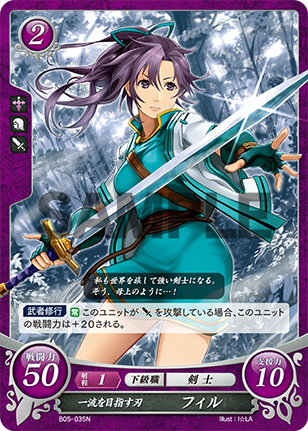 2
SAMPLE
私も世界を旅して強い剣士になる。
そう、母上のように…！
武者修行 常 このユニットが を攻撃している場合、このユニット
の戦闘力は＋20される。
戦闘力 50
射程 1 下級職 剣士
支援力 10
一流を目指す刃 フィル
B05-035N
Illust：I☆LA